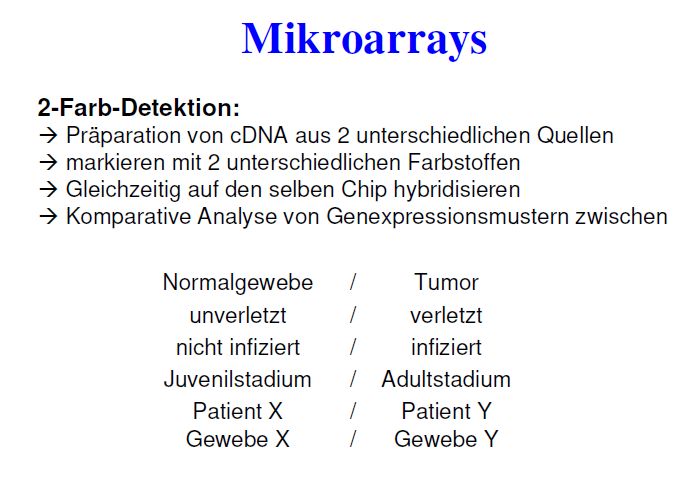 Mikroarrays
2-Farb-Detektion:
→ Präparation von cDNA aus 2 unterschiedlichen Quellen
→ markieren mit 2 unterschiedlichen Farbstoffen
→ Gleichzeitig auf den selben Chip hybridisieren
→ Komparative Analyse von Genexpressionsmustern zwischen
Normalgewebe / Tumor
unverletzt / verletzt
nicht infiziert / infiziert
Juvenilstadium / Adultstadium
Patient X / Patient Y
Gewebe X / Gewebe Y